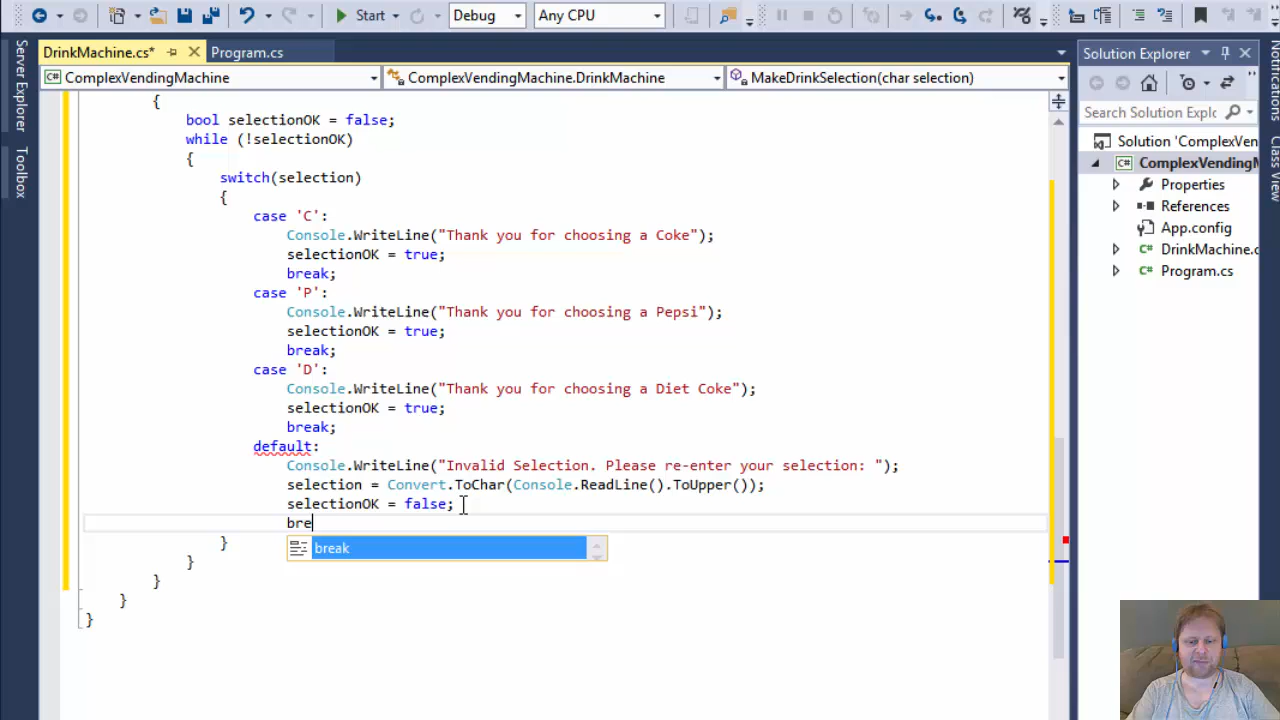 Start
Debug
Any CPU
DrinkMachine.cs*
Program.cs
Solution Explorer
ComplexVendingMachine
ComplexVendingMachine.DrinkMachine
MakeDrinkSelection(char selection)
Server Explorer
Toolbox
Notifications
Class View
Search Solution Explo
Solution 'ComplexVen
ComplexVendingM
Properties
References
App.config
DrinkMachine.c
Program.cs
{
bool selectionOK = false;
while (!selectionOK)
{
switch(selection)
{
case 'C':
Console.WriteLine("Thank you for choosing a Coke");
selectionOK = true;
break;
case 'P':
Console.WriteLine("Thank you for choosing a Pepsi");
selectionOK = true;
break;
case 'D':
Console.WriteLine("Thank you for choosing a Diet Coke");
selectionOK = true;
break;
default:
Console.WriteLine("Invalid Selection. Please re-enter your selection: ");
selection = Convert.ToChar(Console.ReadLine().ToUpper());
selectionOK = false;
bre
break
}
}
}
}
}